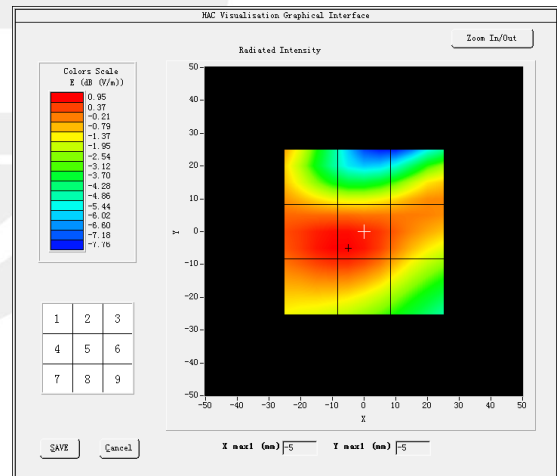 HAC Visualisation Graphical Interface
Zoom In/Out
Radiated Intensity
Colors Scale
E (dB (V/m))
0.95
0.37
-0.21
-0.79
-1.37
-1.95
-2.54
-3.12
-3.70
-4.28
-4.86
-5.44
-6.02
-6.60
-7.18
-7.76
1 2 3
4 5 6
7 8 9
50
40
30
20
10
0
-10
-20
-30
-40
-50
Y
-50 -40 -30 -20 -10 0 10 20 30 40 50
X
SAVE Cancel X max1 (mm) -5 Y max1 (mm) -5